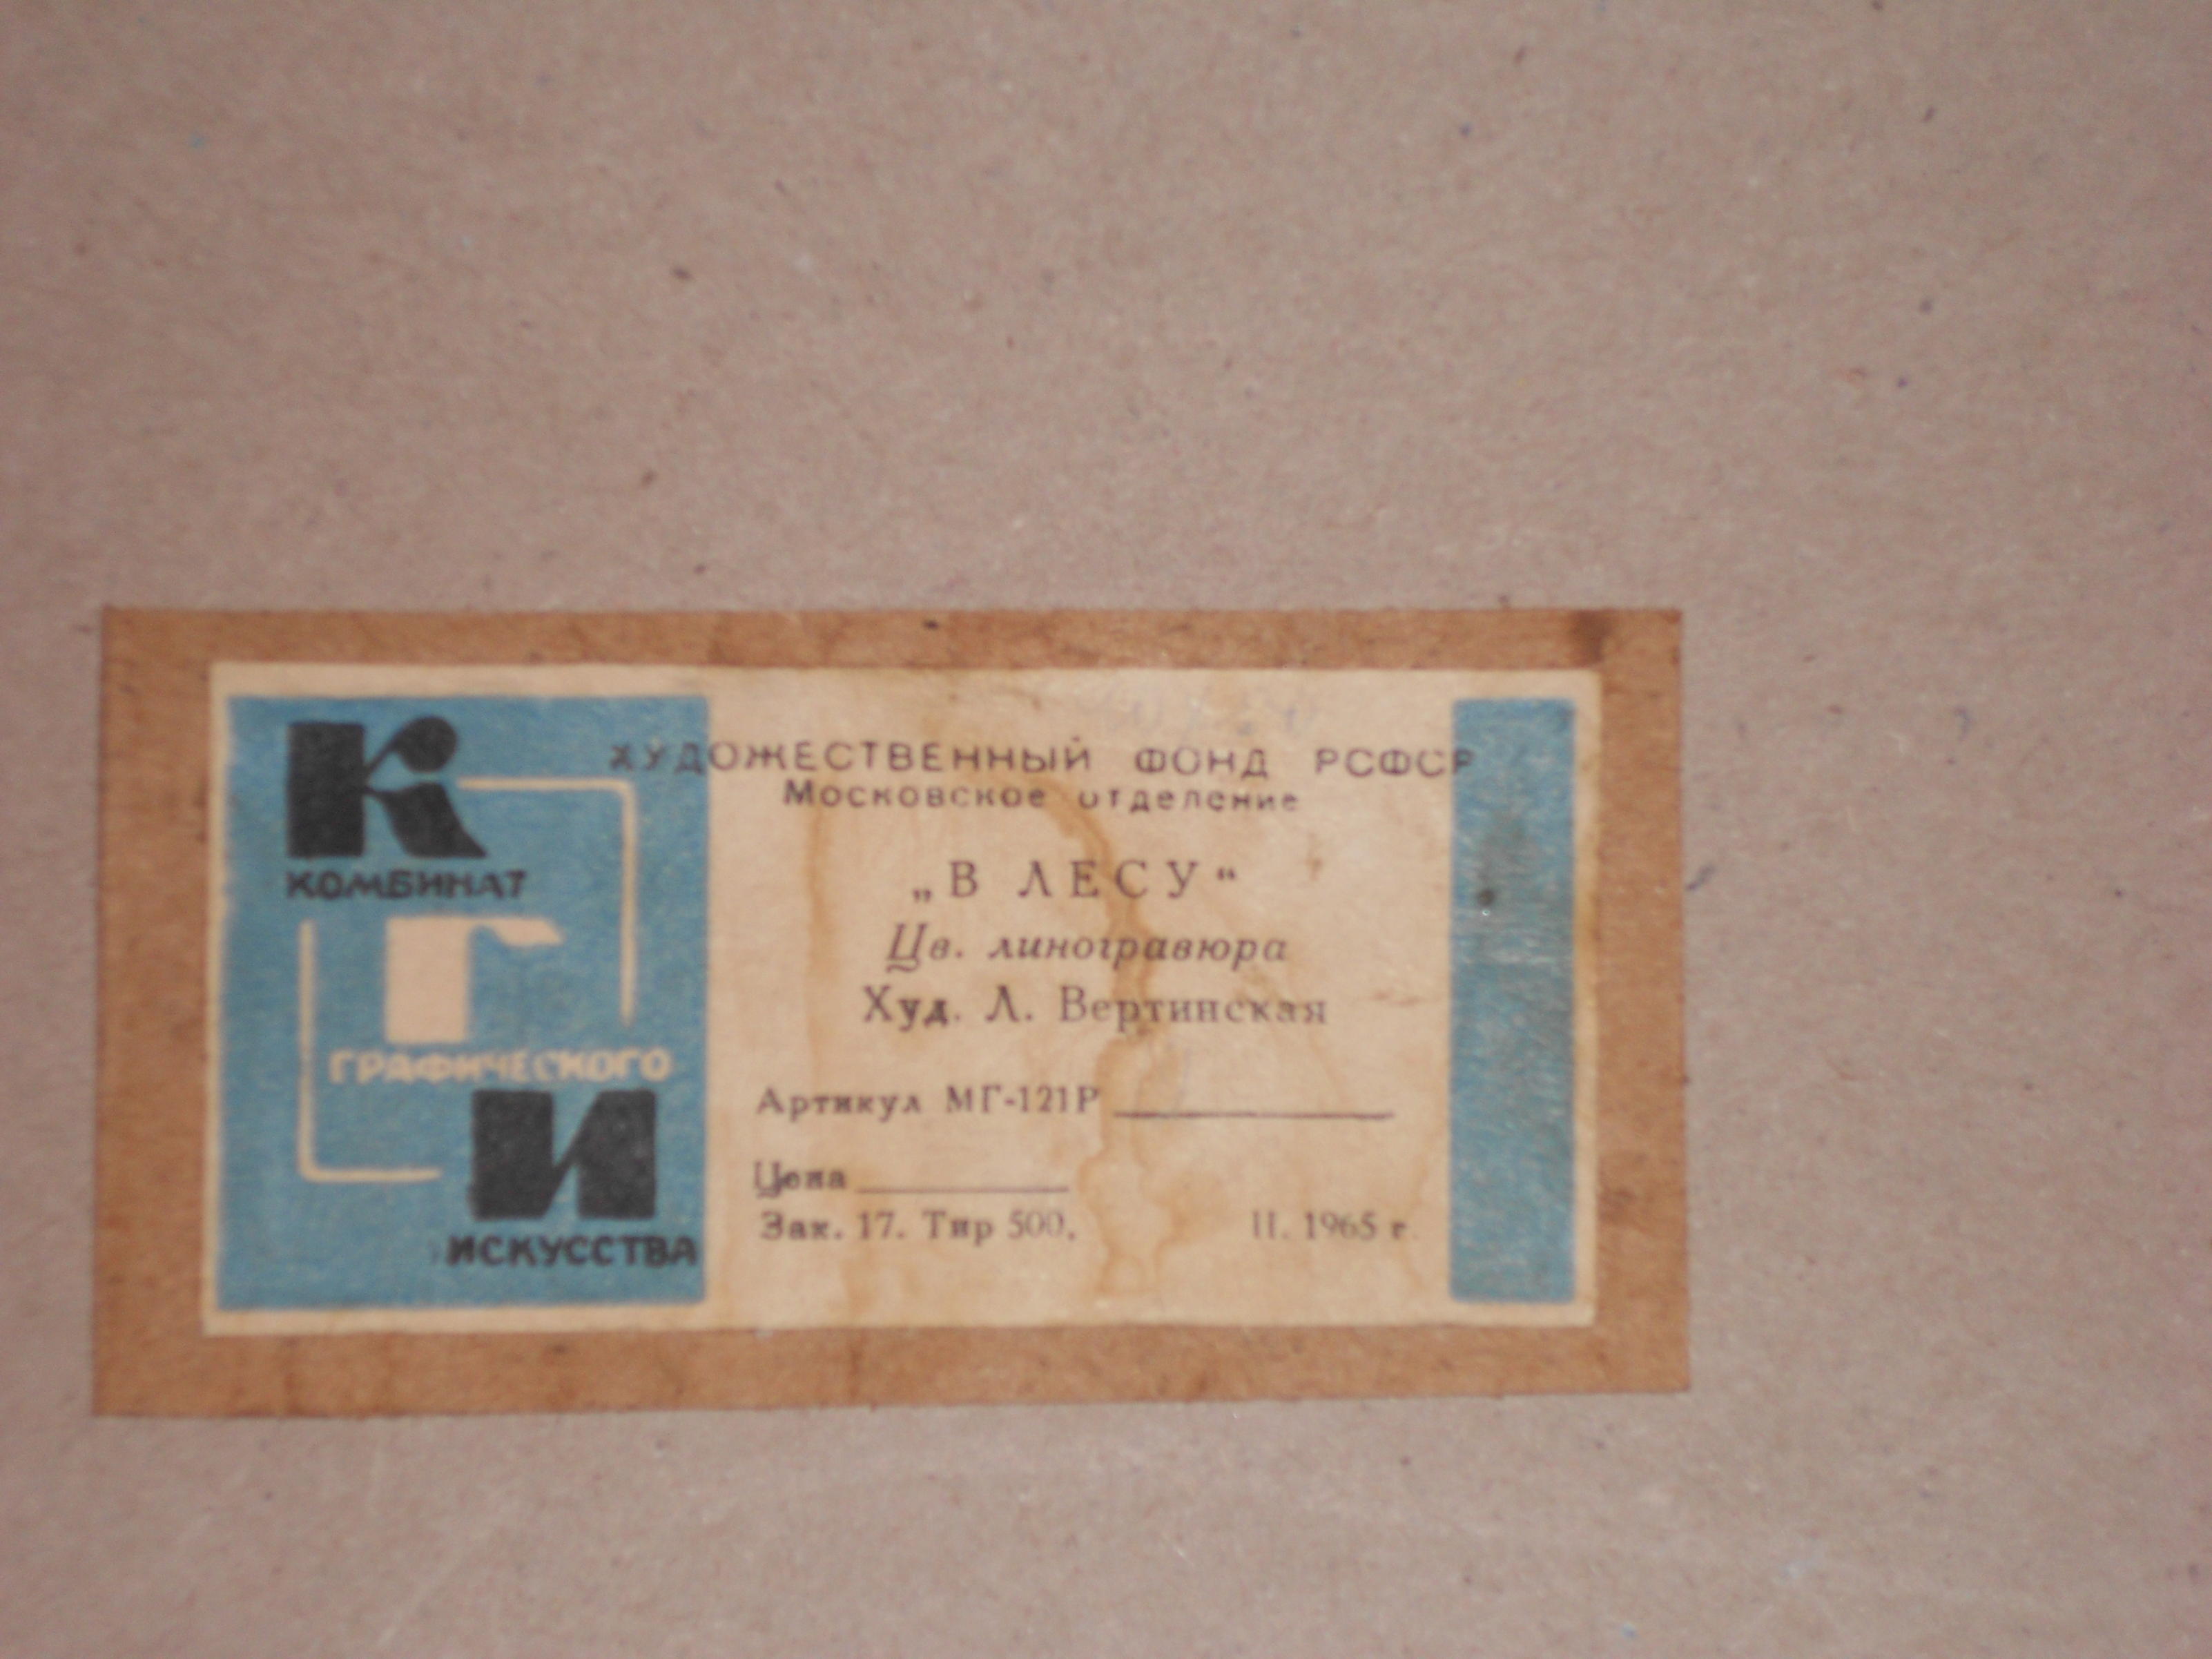 К
КОМБИНАТ
Г
ГРАФИЧЕСКОГО
И
ИСКУССТВА
ХУДОЖЕСТВЕННЫЙ ФОНД РСФСР
Московское отделение
„В ЛЕСУ“
Цв. линогравюра
Худ. Л. Вертинская
Артикул МГ-121Р
Цена
Зак. 17. Тир 500. II. 1965 г.